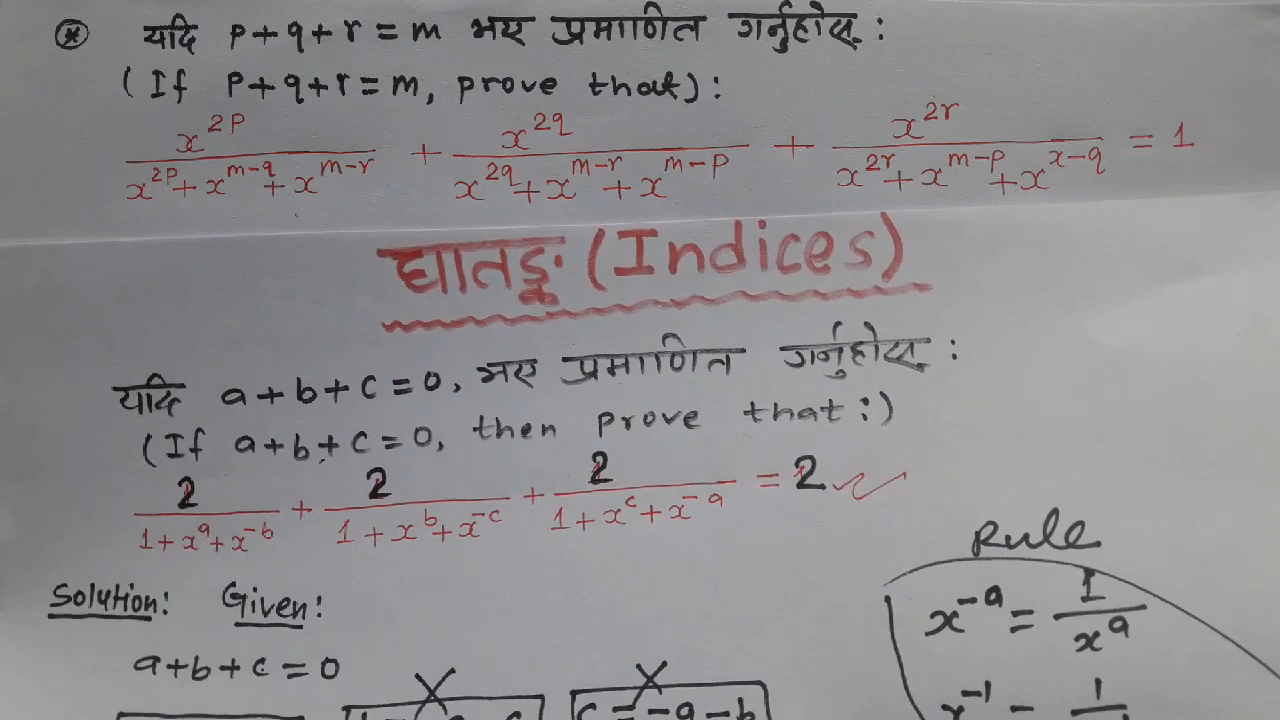 ⊛ यदि p+q+r = m भए प्रमाणित गर्नुहोस् :
(If p+q+r=m, prove that):
x^2p/(x^2p+x^m-q+x^m-r) + x^2q/(x^2q+x^m-r+x^m-p) + x^2r/(x^2r+x^m-p+x^x-q) = 1
घाताङ्क (Indices)
यदि a+b+c=0, भए प्रमाणित गर्नुहोस् :
(If a+b+c=0, then prove that:)
2/(1+x^a+x^-b) + 2/(1+x^b+x^-c) + 2/(1+x^c+x^-a) = 2
Rule
Solution: Given:
x^-a = 1/x^a
a+b+c=0
c=-a-b
x^-1 =